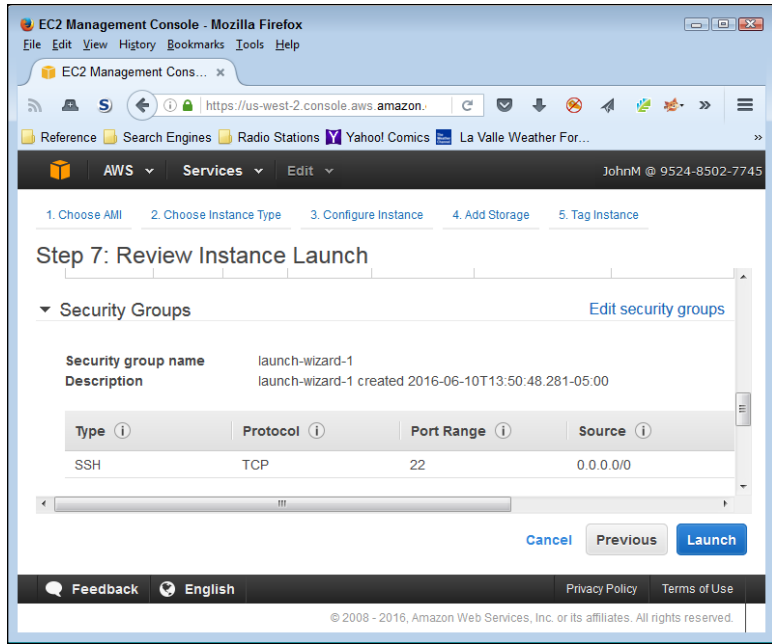 EC2 Management Console - Mozilla Firefox
File Edit View History Bookmarks Tools Help
EC2 Management Cons... ×
https://us-west-2.console.aws.amazon.
Reference Search Engines Radio Stations Yahoo! Comics La Valle Weather For... »
AWS Services Edit JohnM @ 9524-8502-7745
1. Choose AMI 2. Choose Instance Type 3. Configure Instance 4. Add Storage 5. Tag Instance
Step 7: Review Instance Launch
Security Groups Edit security groups
Security group name launch-wizard-1
Description launch-wizard-1 created 2016-06-10T13:50:48.281-05:00
Type Protocol Port Range Source
SSH TCP 22 0.0.0.0/0
Cancel Previous Launch
Feedback English Privacy Policy Terms of Use
© 2008 - 2016, Amazon Web Services, Inc. or its affiliates. All rights reserved.